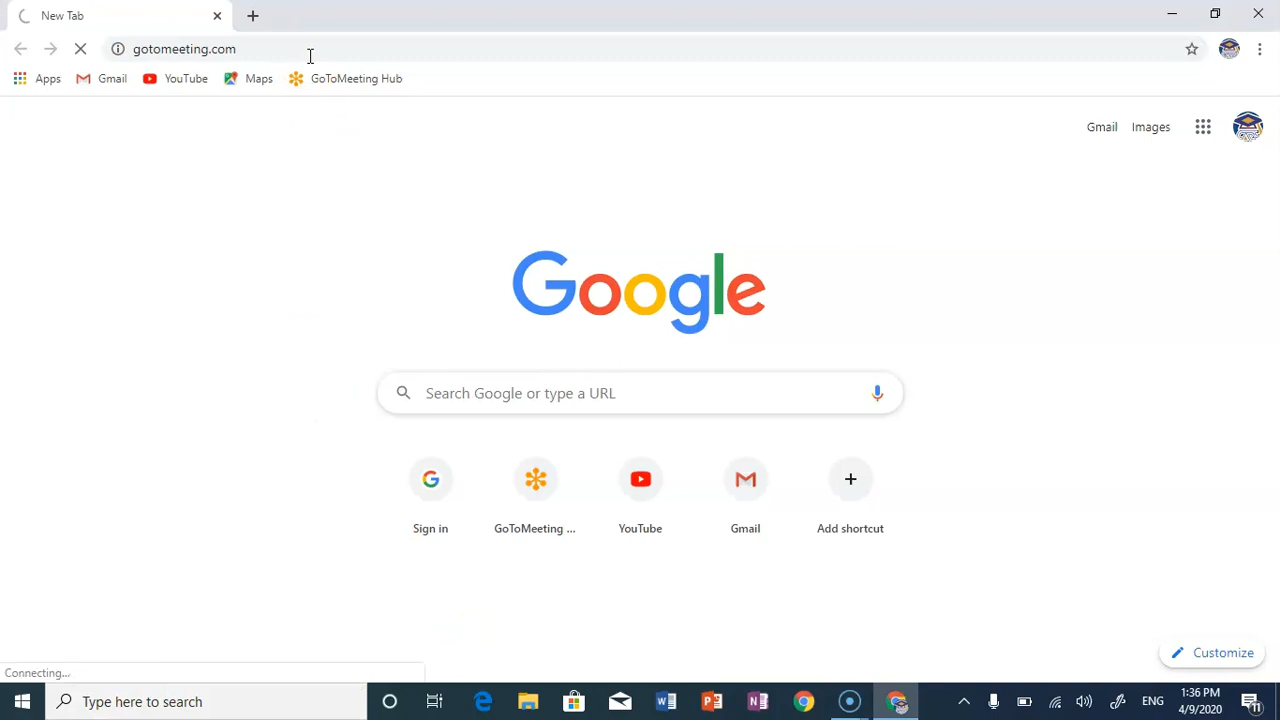 New Tab
gotomeeting.com
Apps Gmail YouTube Maps GoToMeeting Hub
Gmail Images
Google
Search Google or type a URL
Sign in GoToMeeting ... YouTube Gmail Add shortcut
Customize
Connecting...
Type here to search
ENG
1:36 PM
4/9/2020
11